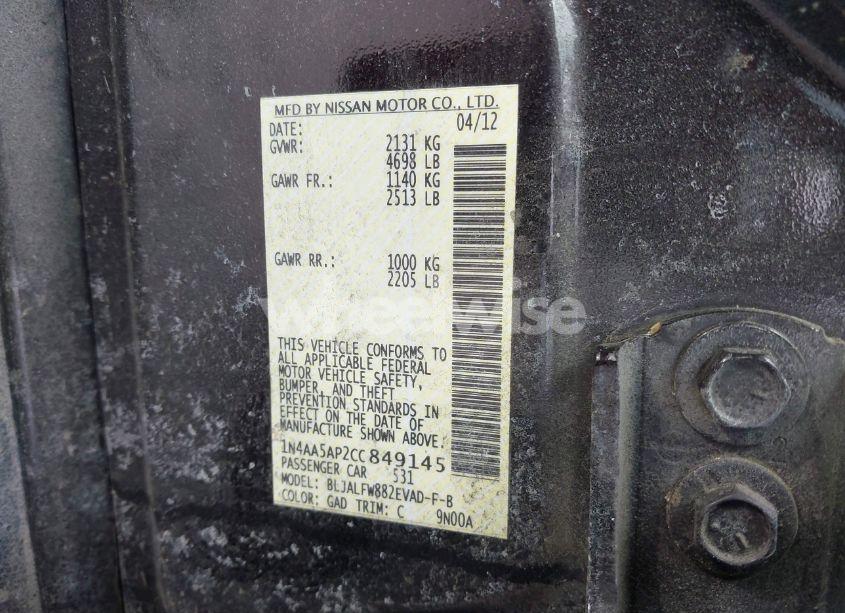 MFD BY NISSAN MOTOR CO., LTD.
DATE: 04/12
GVWR: 2131 KG
4698 LB
GAWR FR.: 1140 KG
2513 LB
GAWR RR.: 1000 KG
2205 LB
wheelwise
THIS VEHICLE CONFORMS TO
ALL APPLICABLE FEDERAL
MOTOR VEHICLE SAFETY,
BUMPER, AND THEFT
PREVENTION STANDARDS IN
EFFECT ON THE DATE OF
MANUFACTURE SHOWN ABOVE.
1N4AA5AP2CC849145
PASSENGER CAR 531
MODEL: BLJALFW882EVAD-F-B
COLOR: GAD TRIM: C 9N00A